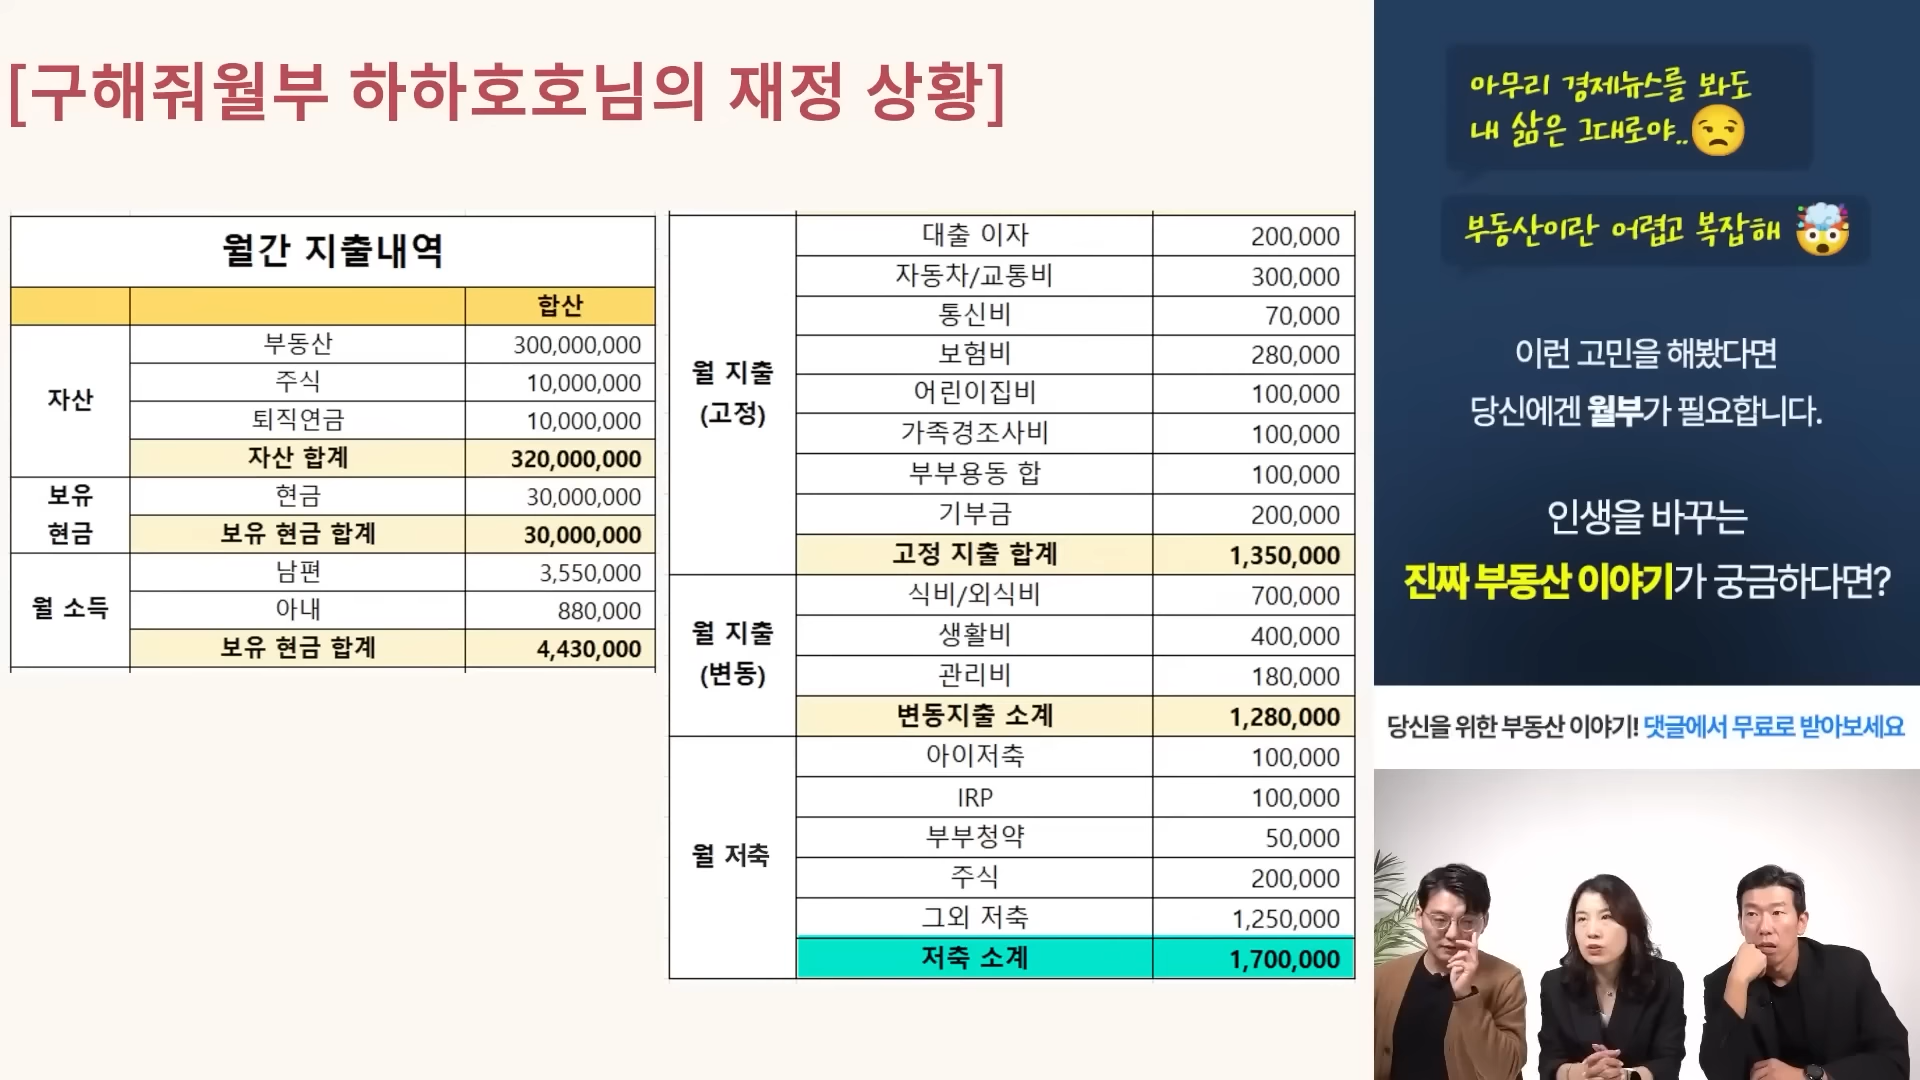 [구해줘월부 하하호호님의 재정 상황]
월간 지출내역
합산
자산
부동산 300,000,000
주식 10,000,000
퇴직연금 10,000,000
자산 합계 320,000,000
보유
현금
현금 30,000,000
보유 현금 합계 30,000,000
월 소득
남편 3,550,000
아내 880,000
보유 현금 합계 4,430,000
월 지출
(고정)
대출 이자 200,000
자동차/교통비 300,000
통신비 70,000
보험비 280,000
어린이집비 100,000
가족경조사비 100,000
부부용동 합 100,000
기부금 200,000
고정 지출 합계 1,350,000
월 지출
(변동)
식비/외식비 700,000
생활비 400,000
관리비 180,000
변동지출 소계 1,280,000
월 저축
아이저축 100,000
IRP 100,000
부부청약 50,000
주식 200,000
그외 저축 1,250,000
저축 소계 1,700,000
아무리 경제뉴스를 봐도
내 삶은 그대로야..
부동산이란 어렵고 복잡해
이런 고민을 해봤다면
당신에겐 월부가 필요합니다.
인생을 바꾸는
진짜 부동산 이야기가 궁금하다면?
당신을 위한 부동산 이야기! 댓글에서 무료로 받아보세요